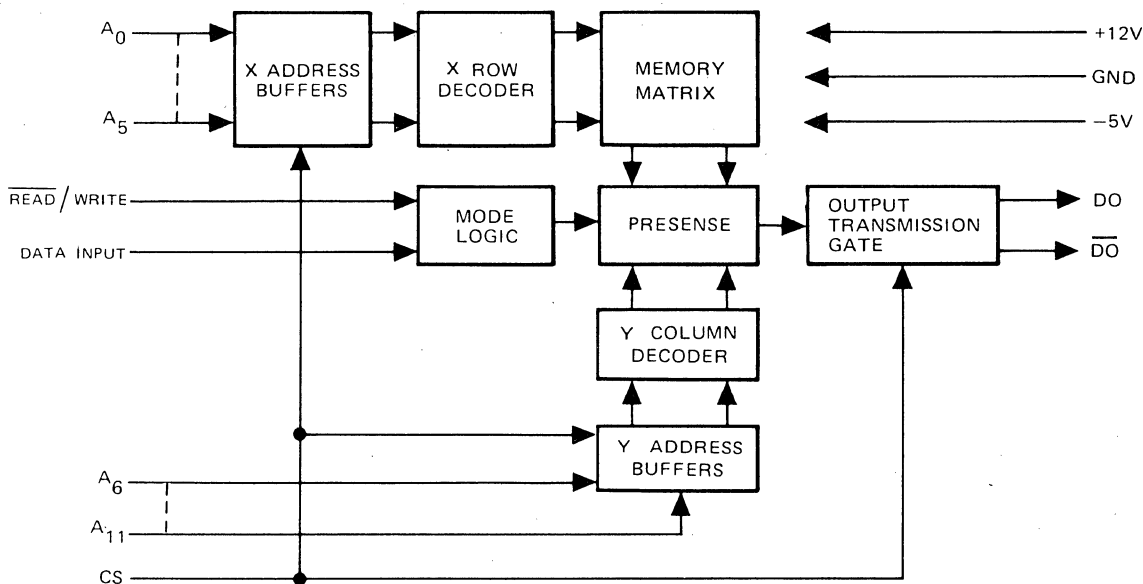 A0
A5
X ADDRESS
BUFFERS
X ROW
DECODER
MEMORY
MATRIX
+12V
GND
−5V
READ/WRITE
DATA INPUT
MODE
LOGIC
PRESENSE
OUTPUT
TRANSMISSION
GATE
DO
DO
Y COLUMN
DECODER
Y ADDRESS
BUFFERS
A6
A11
CS